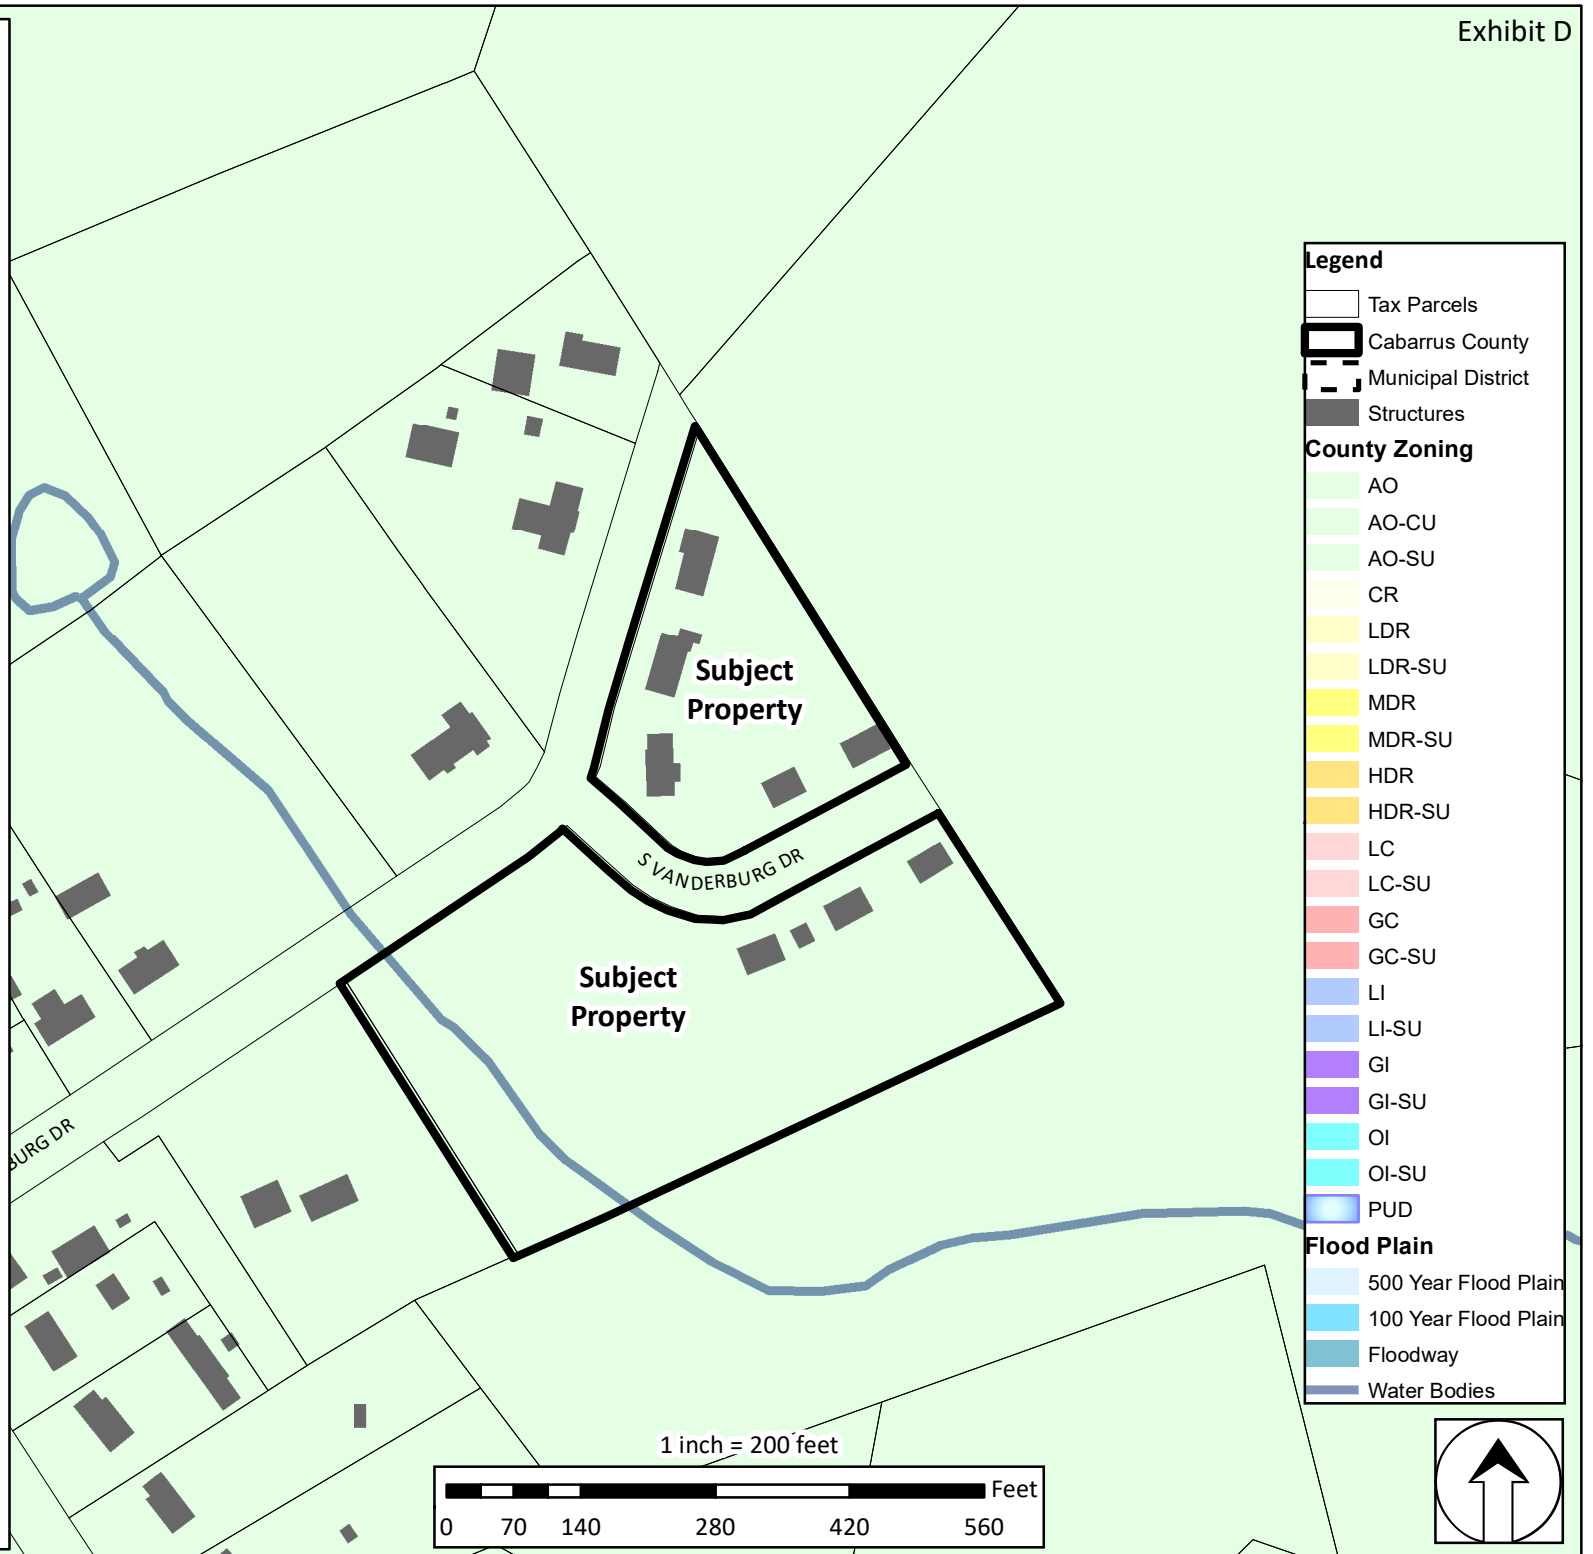 Exhibit D
Legend
Tax Parcels
Cabarrus County
Municipal District
Structures
County Zoning
AO
AO-CU
AO-SU
CR
LDR
LDR-SU
MDR
MDR-SU
HDR
HDR-SU
LC
LC-SU
GC
GC-SU
LI
LI-SU
GI
GI-SU
OI
OI-SU
PUD
Flood Plain
500 Year Flood Plain
100 Year Flood Plain
Floodway
Water Bodies
Subject
Property
S VANDERBURG DR
Subject
Property
BURG DR
1 inch = 200 feet
Feet
0 70 140 280 420 560